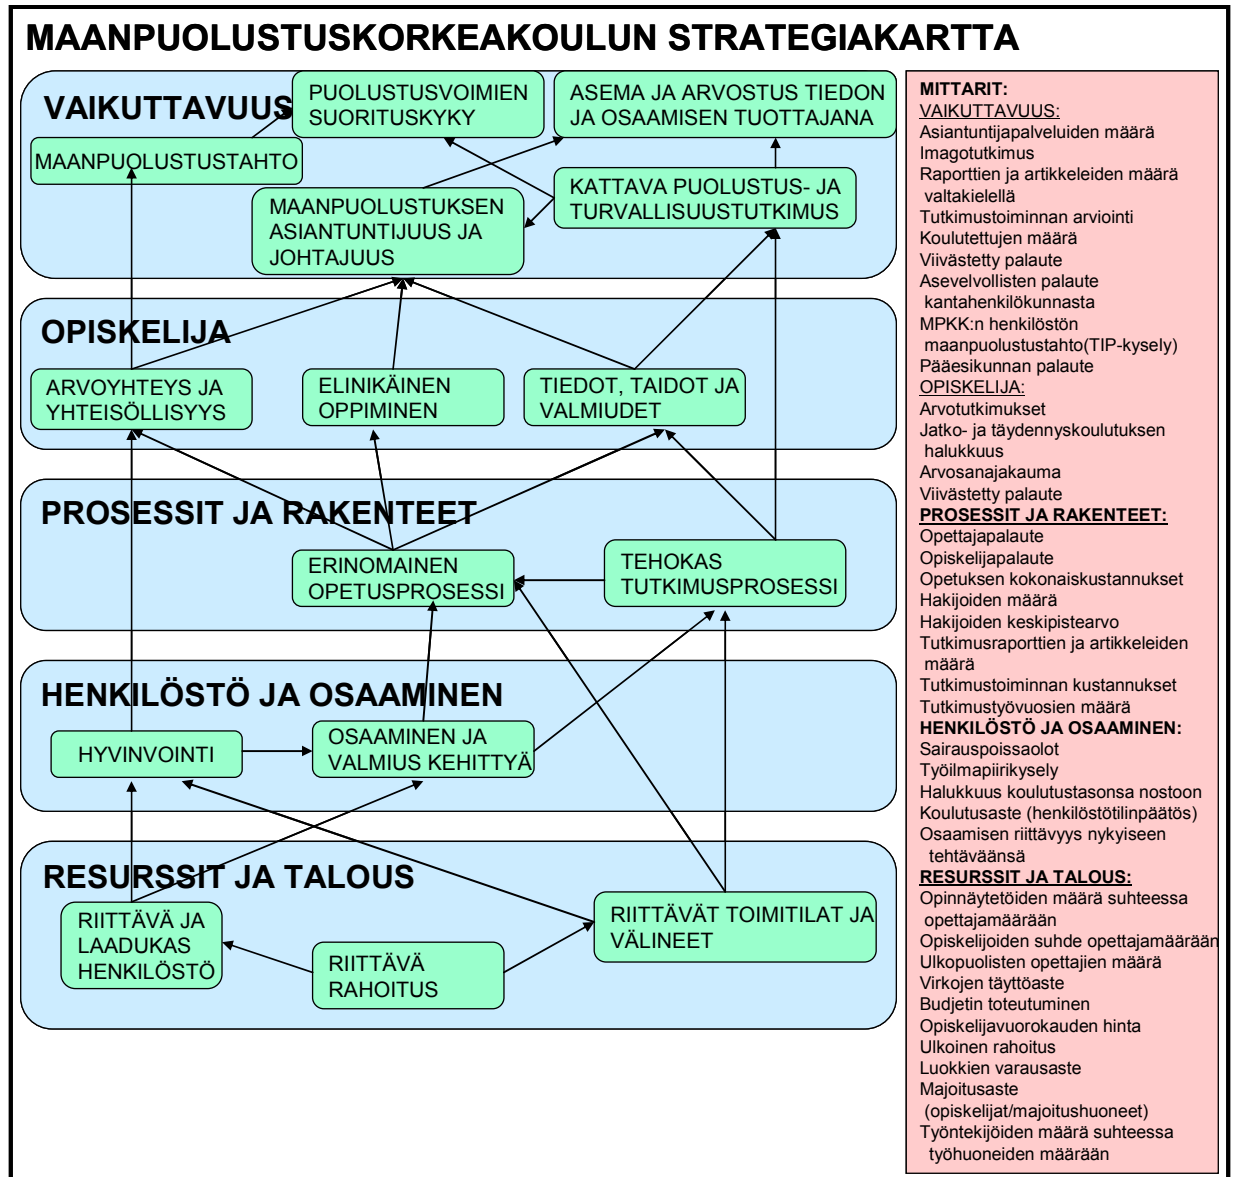 MAANPUOLUSTUSKORKEAKOULUN STRATEGIAKARTTA
VAIKUTTAVUUS
PUOLUSTUSVOIMIEN
SUORITUSKYKY
ASEMA JA ARVOSTUS TIEDON
JA OSAAMISEN TUOTTAJANA
MAANPUOLUSTUSTAHTO
MAANPUOLUSTUKSEN
ASIANTUNTIJUUS JA
JOHTAJUUS
KATTAVA PUOLUSTUS- JA
TURVALLISUUSTUTKIMUS
OPISKELIJA
ARVOYHTEYS JA
YHTEISÖLLISYYS
ELINIKÄINEN
OPPIMINEN
TIEDOT, TAIDOT JA
VALMIUDET
PROSESSIT JA RAKENTEET
ERINOMAINEN
OPETUSPROSESSI
TEHOKAS
TUTKIMUSPROSESSI
HENKILÖSTÖ JA OSAAMINEN
HYVINVOINTI
OSAAMINEN JA
VALMIUS KEHITTYÄ
RESURSSIT JA TALOUS
RIITTÄVÄ JA
LAADUKAS
HENKILÖSTÖ
RIITTÄVÄ
RAHOITUS
RIITTÄVÄT TOIMITILAT JA
VÄLINEET
MITTARIT:
VAIKUTTAVUUS:
Asiantuntijapalveluiden määrä
Imagotutkimus
Raporttien ja artikkeleiden määrä
valtakielellä
Tutkimustoiminnan arviointi
Koulutettujen määrä
Viivästetty palaute
Asevelvollisten palaute
kantahenkilökunnasta
MPKK:n henkilöstön
maanpuolustustahto(TIP-kysely)
Pääesikunnan palaute
OPISKELIJA:
Arvotutkimukset
Jatko- ja täydennyskoulutuksen
halukkuus
Arvosanajakauma
Viivästetty palaute
PROSESSIT JA RAKENTEET:
Opettajapalaute
Opiskelijapalaute
Opetuksen kokonaiskustannukset
Hakijoiden määrä
Hakijoiden keskipistearvo
Tutkimusraporttien ja artikkeleiden
määrä
Tutkimustoiminnan kustannukset
Tutkimustyövuosien määrä
HENKILÖSTÖ JA OSAAMINEN:
Sairauspoissaolot
Työilmapiirikysely
Halukkuus koulutustasonsa nostoon
Koulutusaste (henkilöstötilinpäätös)
Osaamisen riittävyys nykyiseen
tehtäväänsä
RESURSSIT JA TALOUS:
Opinnäytetöiden määrä suhteessa
opettajamäärään
Opiskelijoiden suhde opettajamäärään
Ulkopuolisten opettajien määrä
Virkojen täyttöaste
Budjetin toteutuminen
Opiskelijavuorokauden hinta
Ulkoinen rahoitus
Luokkien varausaste
Majoitusaste
(opiskelijat/majoitushuoneet)
Työntekijöiden määrä suhteessa
työhuoneiden määrään